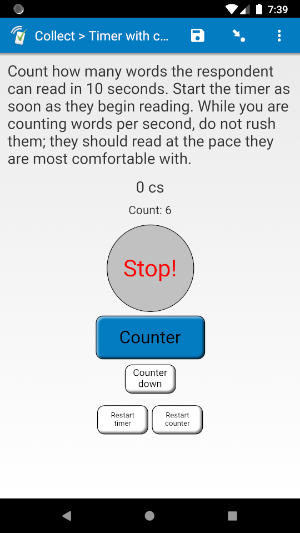 7:39
Collect > Timer with c...
Count how many words the respondent
can read in 10 seconds. Start the timer as
soon as they begin reading. While you are
counting words per second, do not rush
them; they should read at the pace they
are most comfortable with.
0 cs
Count: 6
Stop!
Counter
Counter
down
Restart
timer
Restart
counter